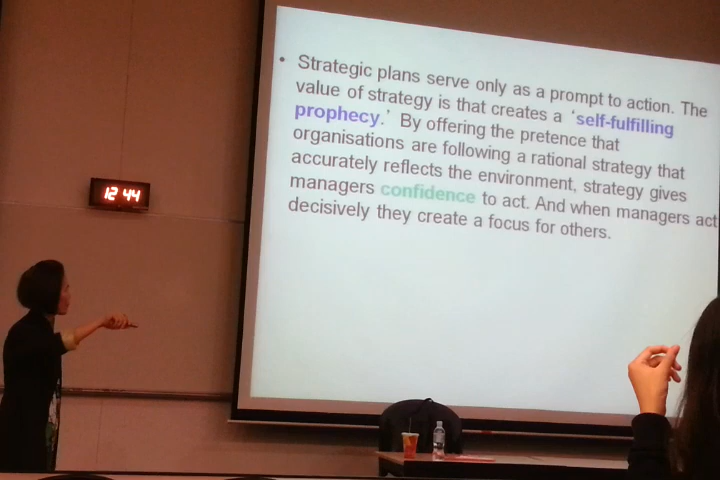 12 44
• Strategic plans serve only as a prompt to action. The
value of strategy is that creates a 'self-fulfilling
prophecy.' By offering the pretence that
organisations are following a rational strategy that
accurately reflects the environment, strategy gives
managers confidence to act. And when managers act
decisively they create a focus for others.